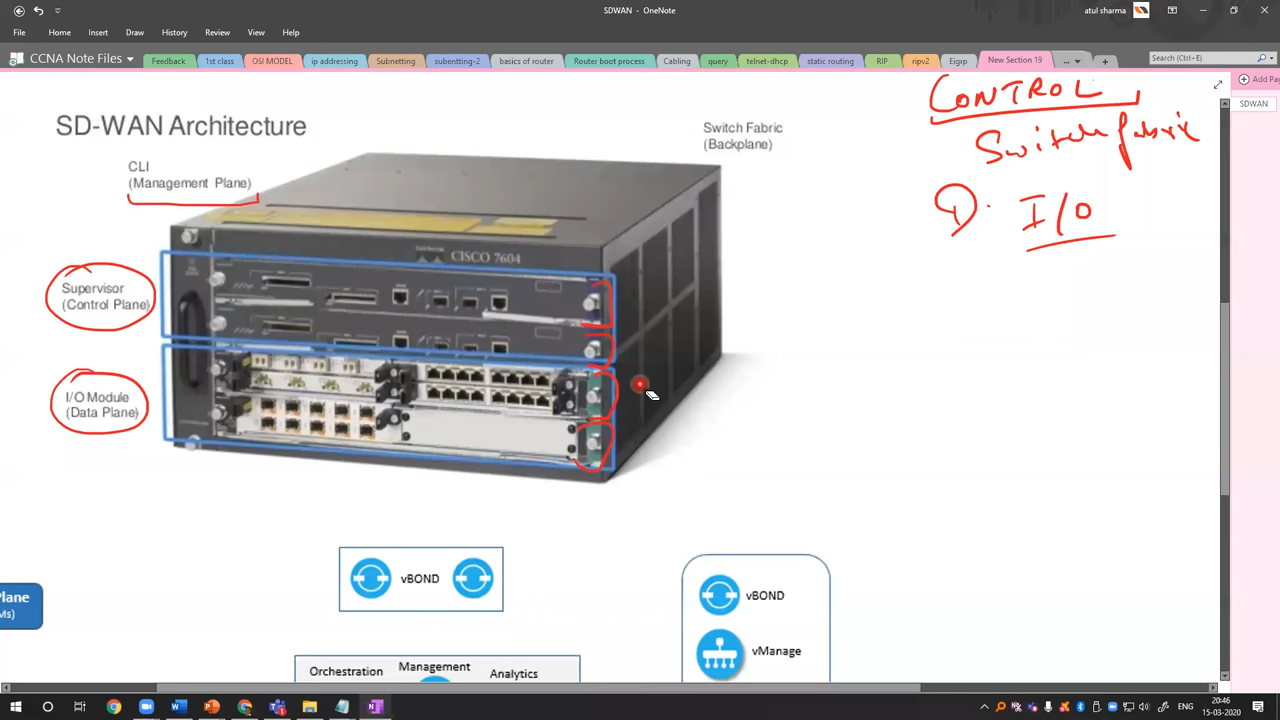 SDWAN - OneNote
atul sharma
File Home Insert Draw History Review View Help
CCNA Note Files
Feedback 1st class OSI MODEL ip addressing Subnetting subentting-2 basics of router Router boot process Cabling query telnet-dhcp static routing RIP ripv2 Eigrp New Section 19 ...
Search (Ctrl+E)
Add Pag
SDWAN
CONTROL
Switch fabric
D. I/O
SD-WAN Architecture
Switch Fabric
(Backplane)
CLI
(Management Plane)
CISCO 7604
Supervisor
(Control Plane)
I/O Module
(Data Plane)
vBOND
vBOND
vManage
Plane
Ms)
Orchestration Management Analytics
20:46
15-03-2020